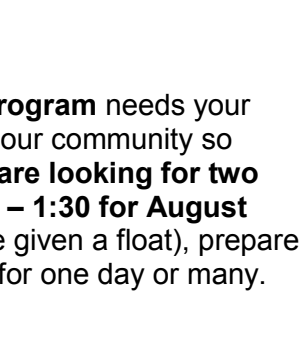 rogram needs your
our community so
are looking for two
– 1:30 for August
e given a float), prepare
for one day or many.